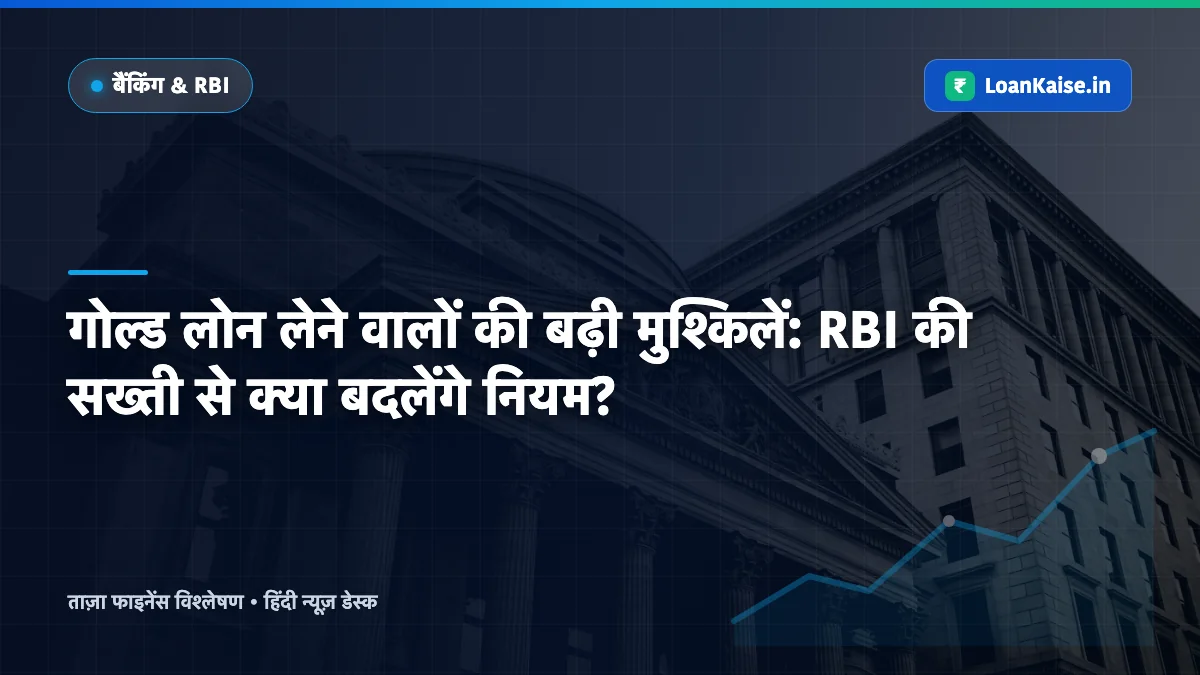 बैंकिंग & RBI
₹ LoanKaise.in
गोल्ड लोन लेने वालों की बढ़ी मुश्किलें: RBI की
सख्ती से क्या बदलेंगे नियम?
ताज़ा फाइनेंस विश्लेषण • हिंदी न्यूज़ डेस्क